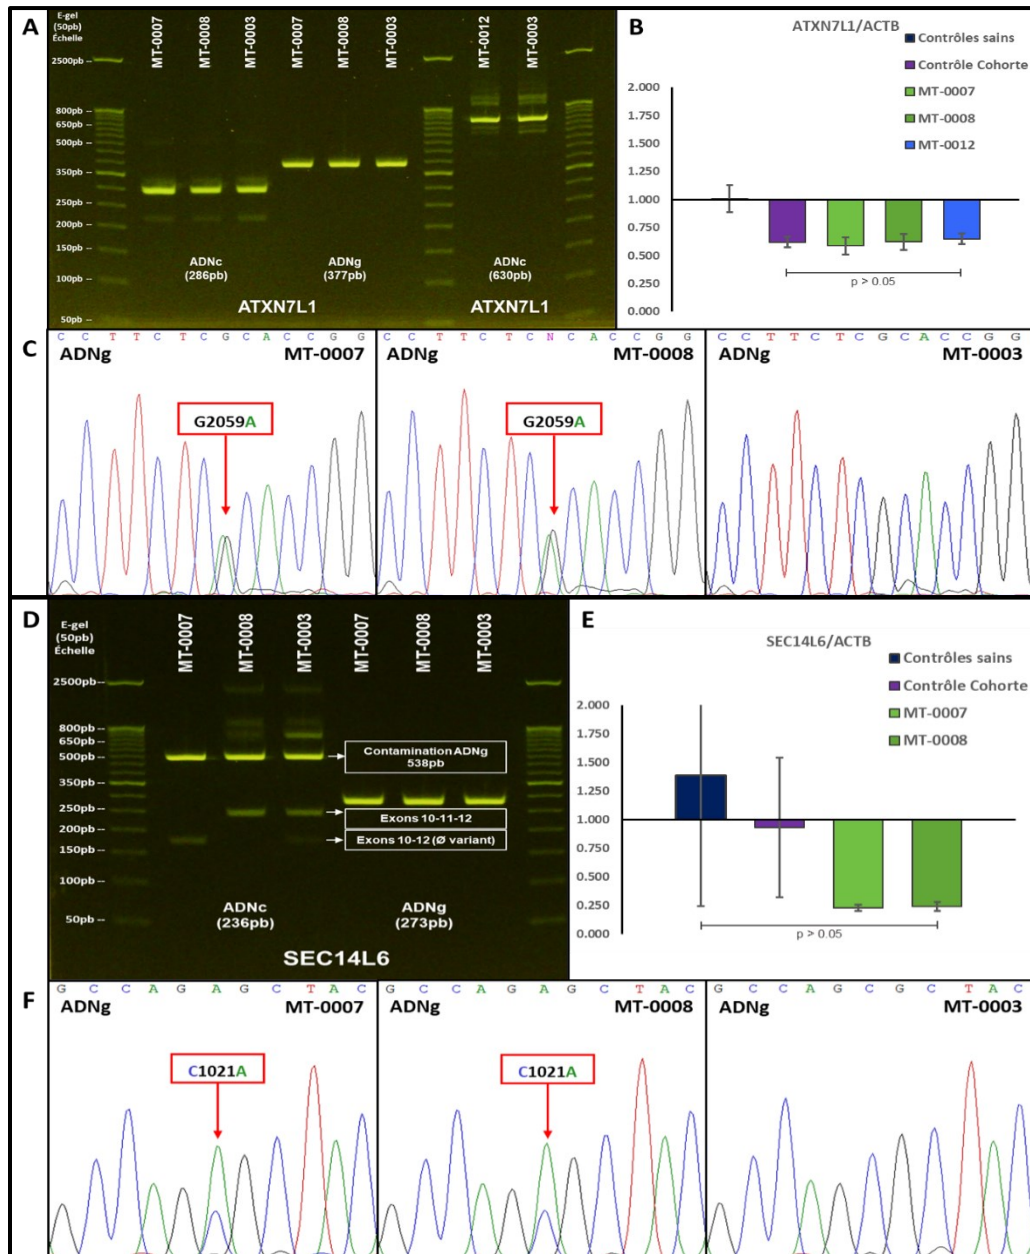 A
E-gel
(50pb)
Échelle
MT-0007
MT-0008
MT-0003
MT-0007
MT-0008
MT-0003
MT-0012
MT-0003
2500pb --
800pb --
650pb --
500pb --
350pb --
250pb --
200pb --
150pb --
100pb --
50pb --
ADNc
(286pb)
ADNg
(377pb)
ADNc
(630pb)
ATXN7L1
ATXN7L1
B
ATXN7L1/ACTB
Contrôles sains
Contrôle Cohorte
MT-0007
MT-0008
MT-0012
2.000
1.750
1.500
1.250
1.000
0.750
0.500
0.250
0.000
p > 0.05
C
C C T T C T C G C A C C G G
ADNg MT-0007
G2059A
C C T T C T C N C A C C G G
ADNg MT-0008
G2059A
C C T T C T C G C A C C G G
ADNg MT-0003
D
E-gel
(50pb)
Échelle
MT-0007
MT-0008
MT-0003
MT-0007
MT-0008
MT-0003
2500pb--
800pb--
650pb--
500pb--
350pb--
250pb--
200pb--
150pb--
100pb--
50pb--
Contamination ADNg
538pb
Exons 10-11-12
Exons 10-12 (Ø variant)
ADNc
(236pb)
ADNg
(273pb)
SEC14L6
E
SEC14L6/ACTB
Contrôles sains
Contrôle Cohorte
MT-0007
MT-0008
2.000
1.750
1.500
1.250
1.000
0.750
0.500
0.250
0.000
p > 0.05
F
G C C A G A G C T A C
ADNg MT-0007
C1021A
G C C A G A G C T A C
ADNg MT-0008
C1021A
G C C A G C G C T A C
ADNg MT-0003